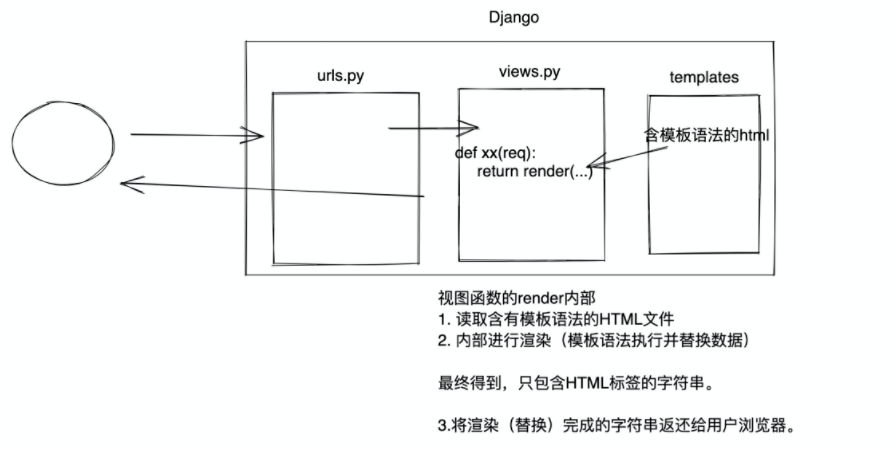 Django
urls.py
views.py
templates
含模板语法的html
def xx(req):
return render(...)
视图函数的render内部
1. 读取含有模板语法的HTML文件
2. 内部进行渲染（模板语法执行并替换数据）
最终得到，只包含HTML标签的字符串。
3.将渲染（替换）完成的字符串返还给用户浏览器。